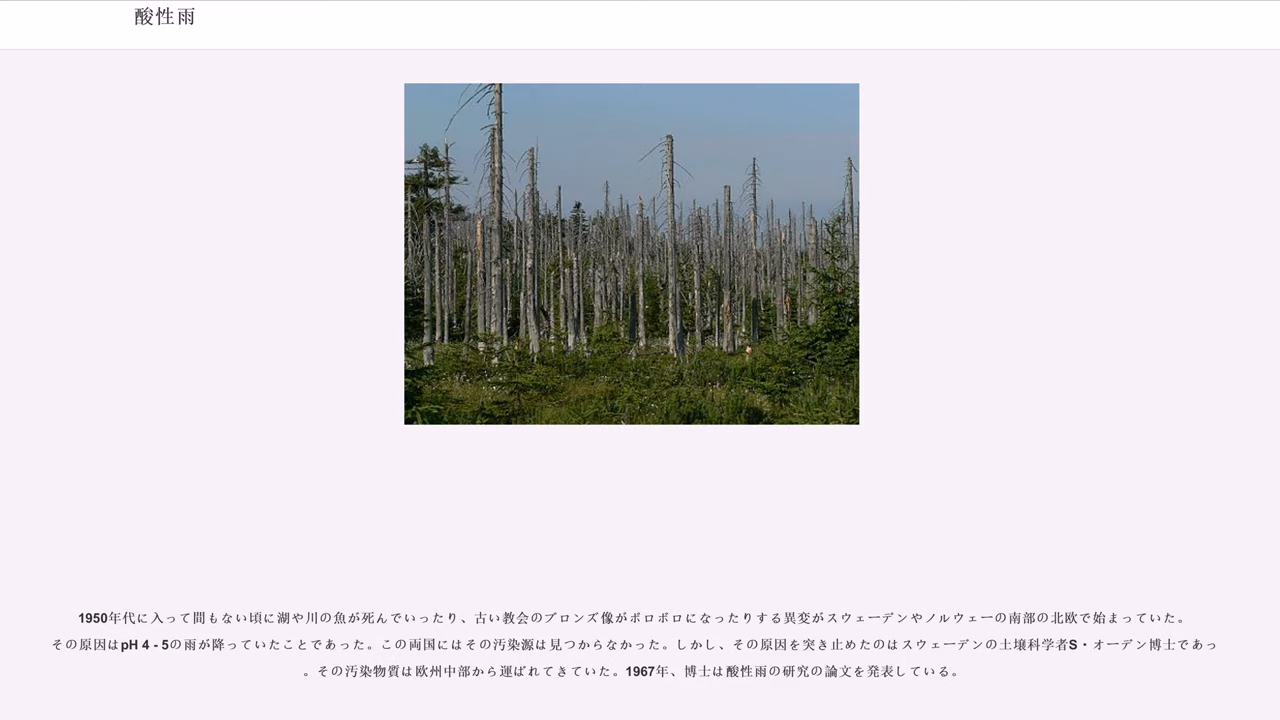 酸性雨
1950年代に入って間もない頃に湖や川の魚が死んでいったり、古い教会のブロンズ像がボロボロになったりする異変がスウェーデンやノルウェーの南部の北欧で始まっていた。
その原因はpH 4 - 5の雨が降っていたことであった。この両国にはその汚染源は見つからなかった。しかし、その原因を突き止めたのはスウェーデンの土壌科学者S・オーデン博士であっ
。その汚染物質は欧州中部から運ばれてきていた。1967年、博士は酸性雨の研究の論文を発表している。